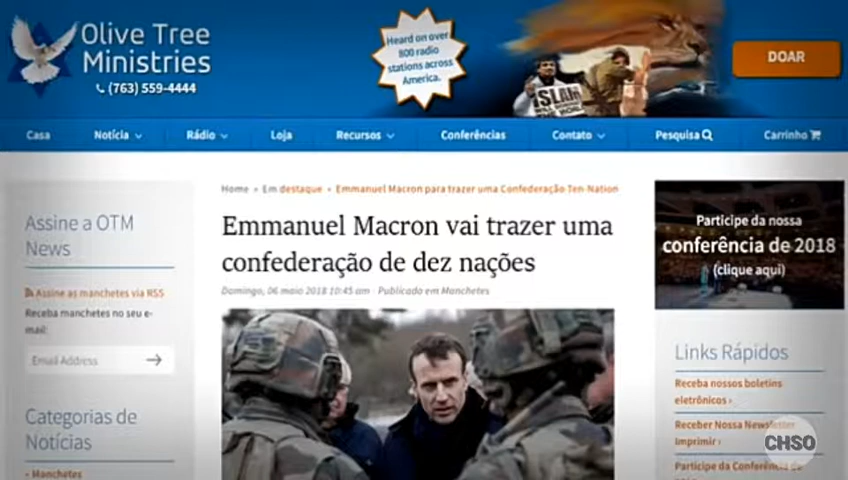 Olive Tree
Ministries
(763) 559-4444
Heard on over
800 radio
stations across
America.
ISLAM
DOAR
Casa
Notícia
Rádio
Loja
Recursos
Conferências
Contato
Pesquisa
Carrinho
Assine a OTM
News
Assine as manchetes via RSS
Receba manchetes no seu e-
mail:
Email Address
Categorias de
Notícias
• Manchetes
Home » Em destaque » Emmanuel Macron para trazer uma Confederação Ten-Nation
Emmanuel Macron vai trazer uma
confederação de dez nações
Domingo, 06 maio 2018 10:45 am - Publicado em Manchetes
Participe da nossa
conferência de 2018
(clique aqui)
Links Rápidos
Receba nossos boletins
eletrônicos ›
Receber Nossa Newsletter
Imprimir ›
Participe da Conferência de
CHSO